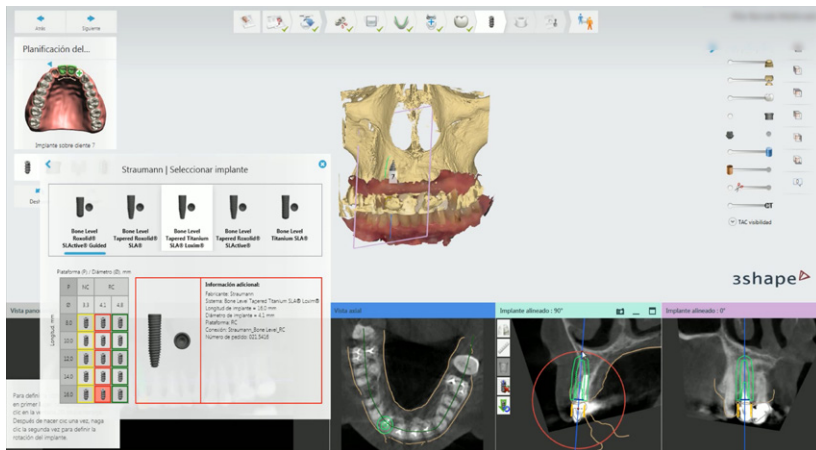 Atrás
Siguiente
Planificación del...
Implante sobre diente ?
Straumann | Seleccionar implante
Bone Level
Roxolid®
SLActive® Guided
Bone Level
Tapered Roxolid®
SLA®
Bone Level
Tapered Titanium
SLA® Loxim®
Bone Level
Tapered Roxolid®
SLActive®
Bone Level
Titanium SLA®
Plataforma (P) / Diámetro (Ø), mm
P NC RC
Ø 3.3 4.1 4.8
Longitud, mm
8.0
10.0
12.0
14.0
16.0
Información adicional:
Fabricante: Straumann
Sistema: Bone Level Tapered Titanium SLA® Loxim®
Longitud de implante = 16.0 mm
Diámetro de implante = 4.1 mm
Plataforma: RC
Conexión: Straumann_Bone Level_RC
Número de pedido:
Para definir
en primer
clic en la
Después de hacer clic una vez, haga
clic la segunda vez para definir la
rotación del implante.
?
CT
TAC visibilidad
3shape
Vista axial
Implante alineado : 90°
Implante alineado : 0°